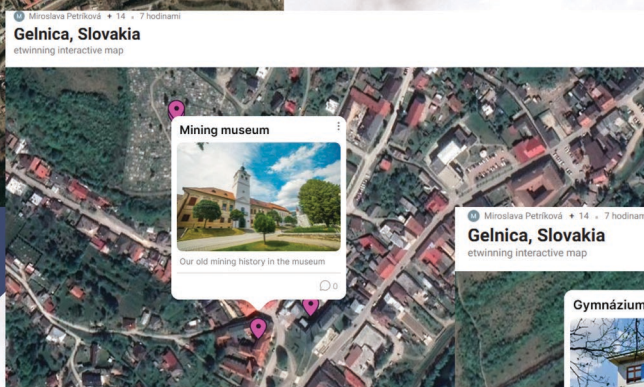 M Miroslava Petríková + 14 • 7 hodinami
Gelnica, Slovakia
etwinning interactive map
Mining museum
Our old mining history in the museum
0
M Miroslava Petríková + 14 • 7 hodinam
Gelnica, Slovakia
etwinning interactive map
Gymnázium